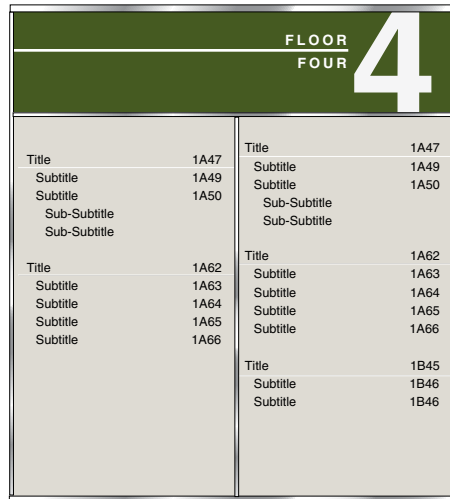 FLOOR
FOUR
4
Title 1A47
Subtitle 1A49
Subtitle 1A50
Sub-Subtitle
Sub-Subtitle
Title 1A62
Subtitle 1A63
Subtitle 1A64
Subtitle 1A65
Subtitle 1A66
Title 1A47
Subtitle 1A49
Subtitle 1A50
Sub-Subtitle
Sub-Subtitle
Title 1A62
Subtitle 1A63
Subtitle 1A64
Subtitle 1A65
Subtitle 1A66
Title 1B45
Subtitle 1B46
Subtitle 1B46